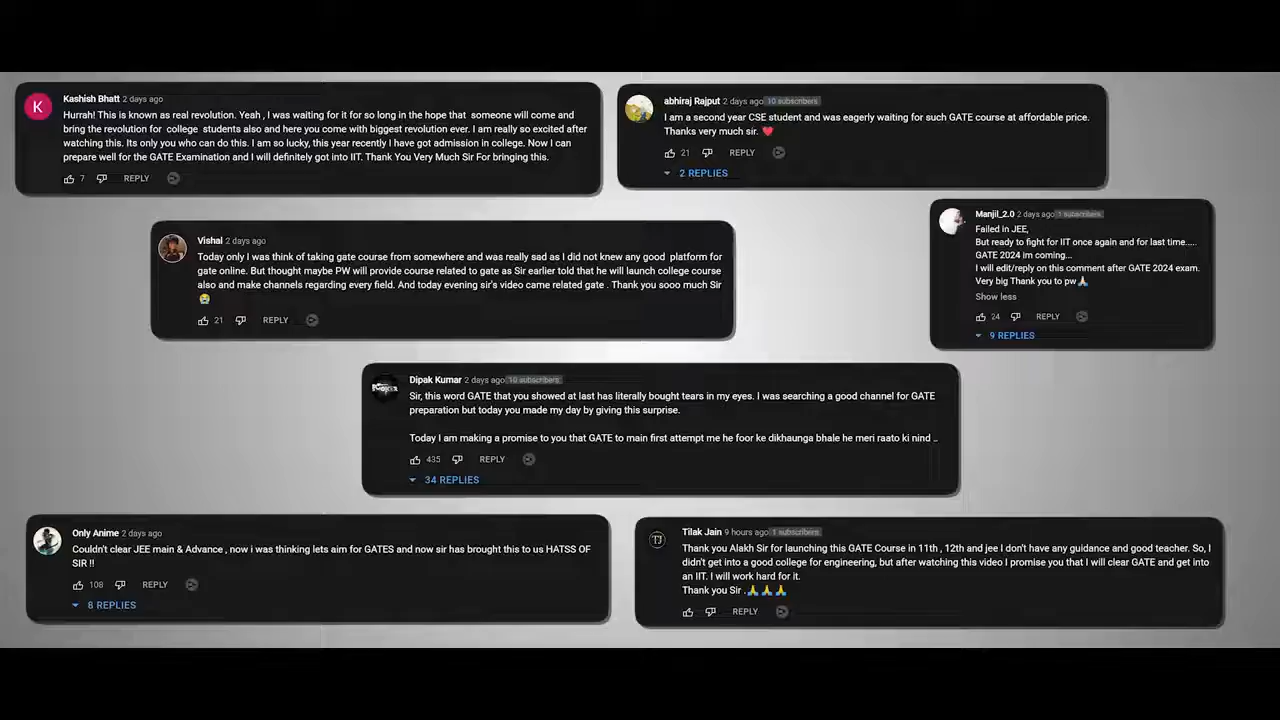 K
Kashish Bhatt 2 days ago
Hurrah! This is known as real revolution. Yeah , I was waiting for it for so long in the hope that someone will come and
bring the revolution for college students also and here you come with biggest revolution ever. I am really so excited after
watching this. Its only you who can do this. I am so lucky, this year recently I have got admission in college. Now I can
prepare well for the GATE Examination and I will definitely got into IIT. Thank You Very Much Sir For bringing this.
7 REPLY
abhiraj Rajput 2 days ago 10 subscribers
I am a second year CSE student and was eagerly waiting for such GATE course at affordable price.
Thanks very much sir. ❤️
21 REPLY
2 REPLIES
Vishal 2 days ago
Today only I was think of taking gate course from somewhere and was really sad as I did not knew any good platform for
gate online. But thought maybe PW will provide course related to gate as Sir earlier told that he will launch college course
also and make channels regarding every field. And today evening sir's video came related gate . Thank you sooo much Sir
😭
21 REPLY
Manjil_2.0 2 days ago 1 subscribers
Failed in JEE,
But ready to fight for IIT once again and for last time.....
GATE 2024 im coming...
I will edit/reply on this comment after GATE 2024 exam.
Very big Thank you to pw🙏
Show less
24 REPLY
9 REPLIES
Dipak Kumar 2 days ago 10 subscribers
Sir, this word GATE that you showed at last has literally bought tears in my eyes. I was searching a good channel for GATE
preparation but today you made my day by giving this surprise.
Today I am making a promise to you that GATE to main first attempt me he foor ke dikhaunga bhale he meri raato ki nind ..
435 REPLY
34 REPLIES
Only Anime 2 days ago
Couldn't clear JEE main & Advance , now i was thinking lets aim for GATES and now sir has brought this to us HATSS OF
SIR !!
108 REPLY
8 REPLIES
TJ
Tilak Jain 9 hours ago 1 subscribers
Thank you Alakh Sir for launching this GATE Course in 11th , 12th and jee I don't have any guidance and good teacher. So, I
didn't get into a good college for engineering, but after watching this video I promise you that I will clear GATE and get into
an IIT. I will work hard for it.
Thank you Sir .🙏🙏🙏
REPLY